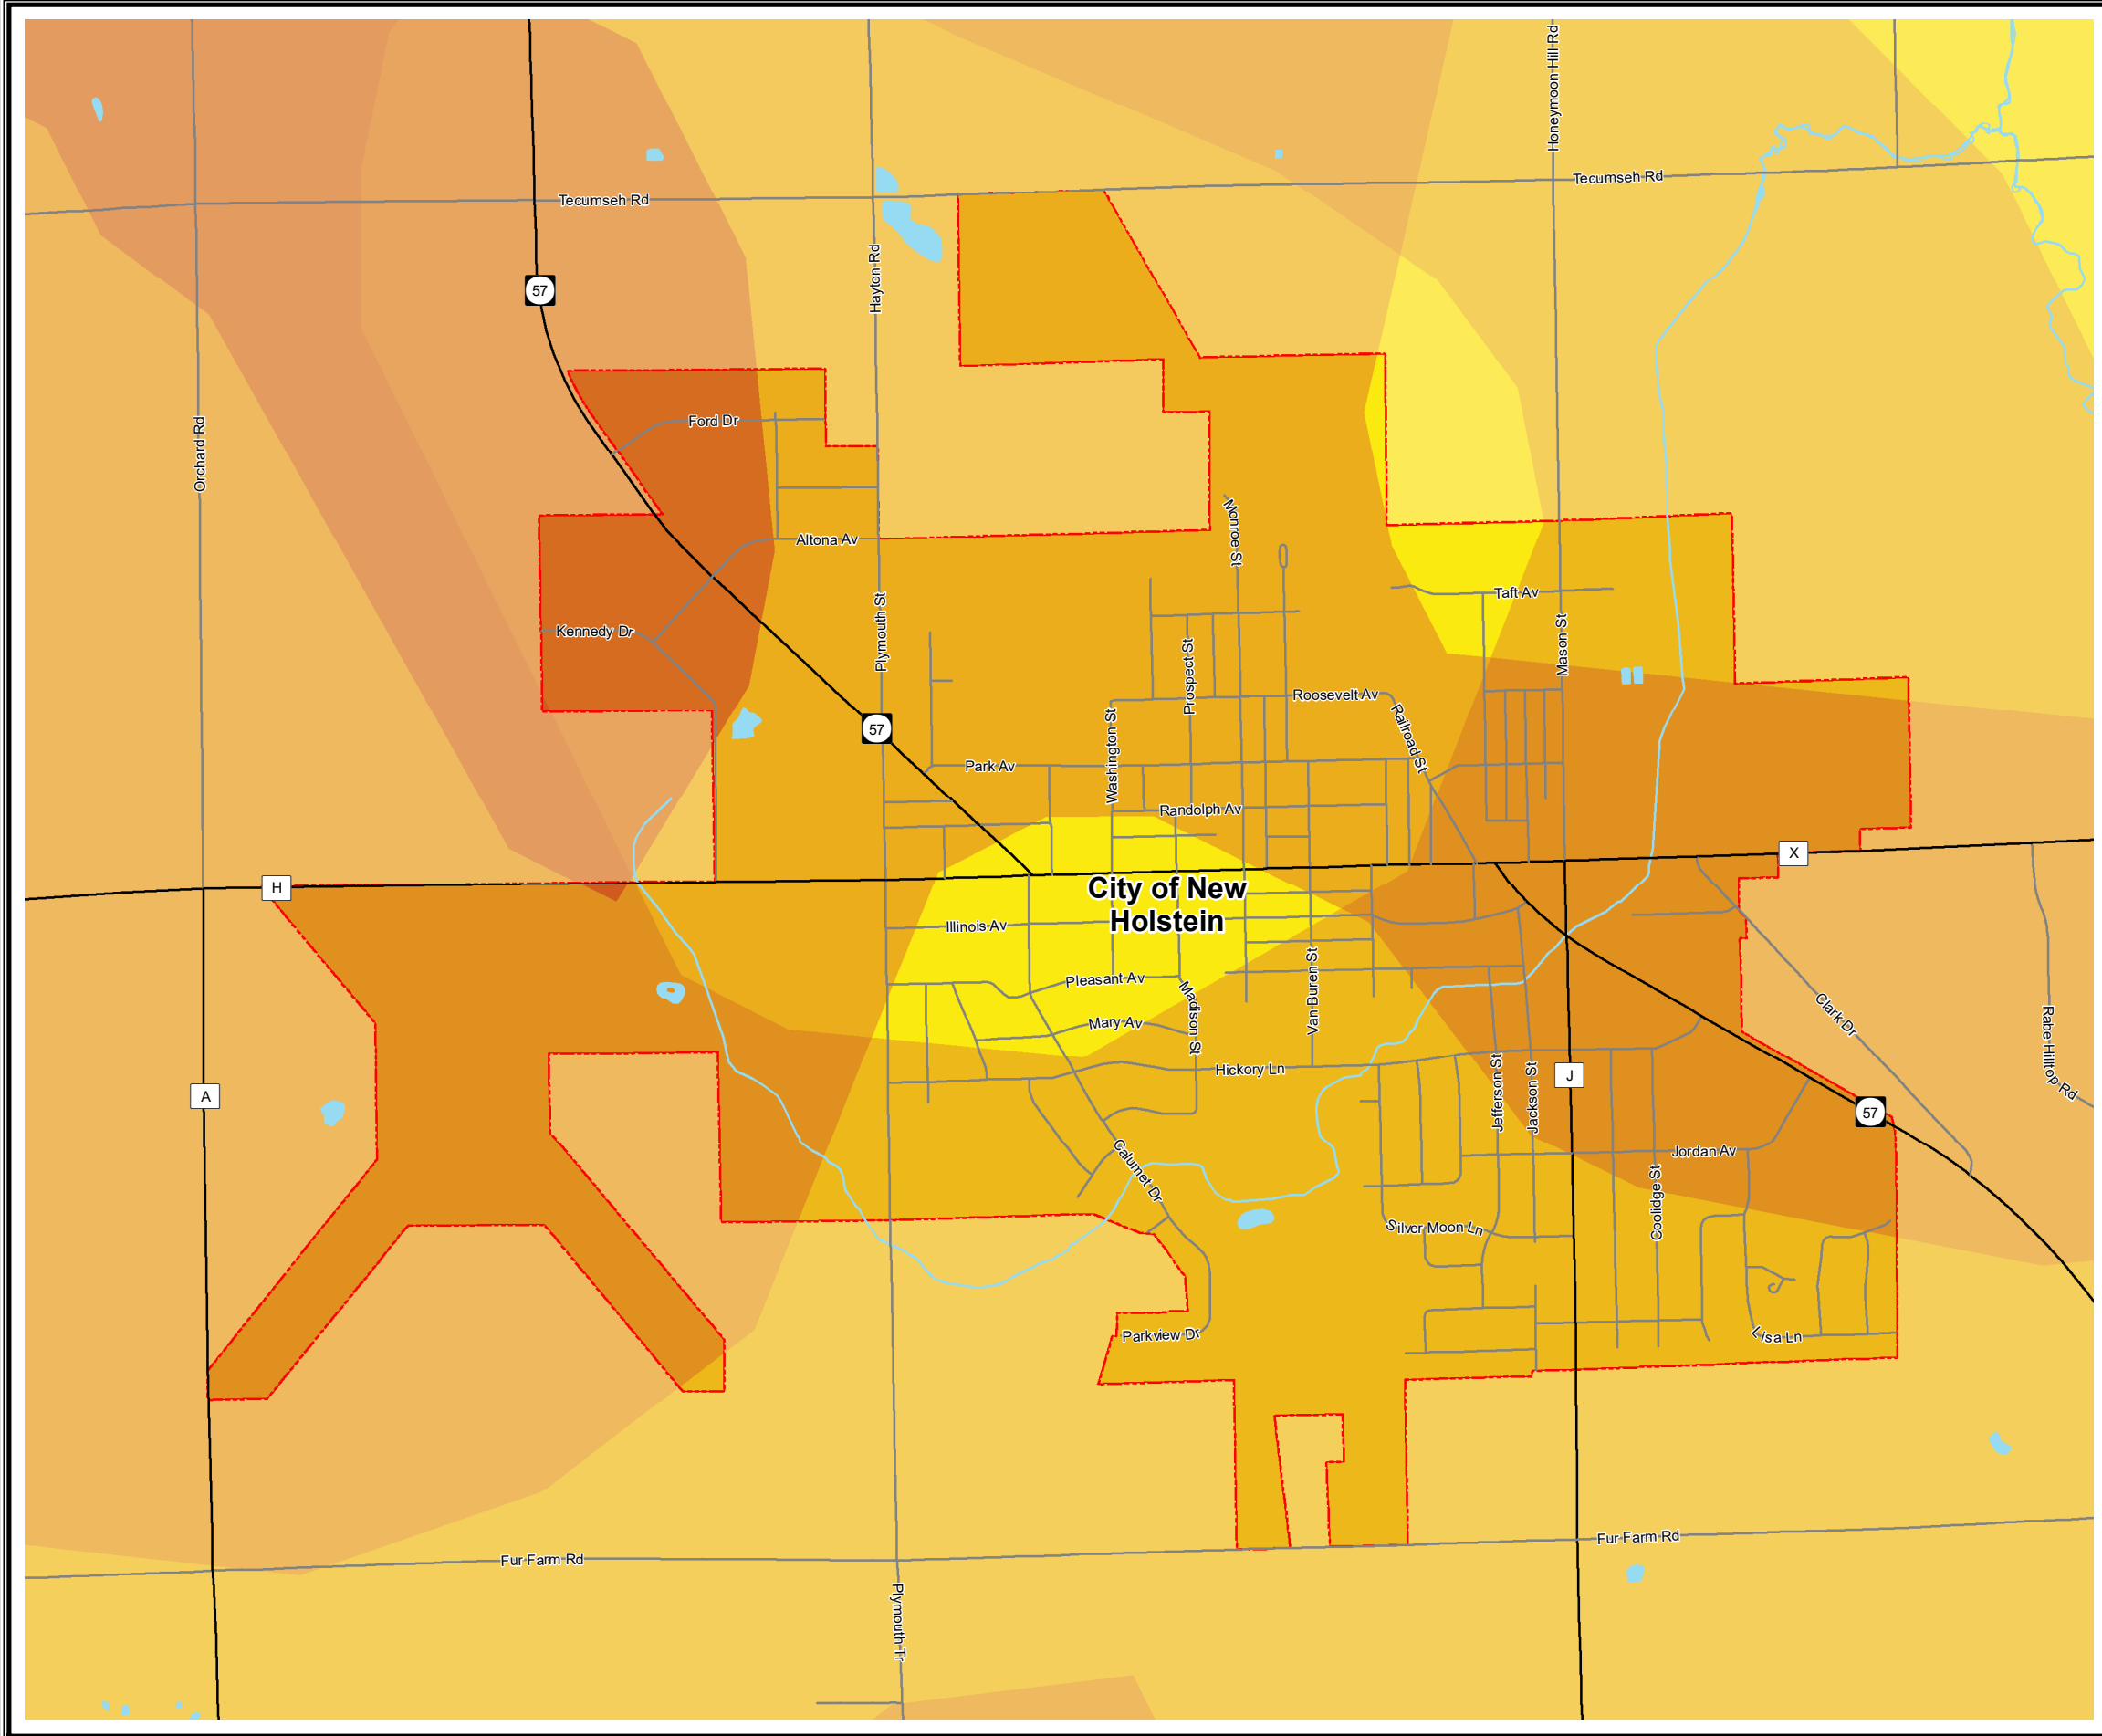 Honeymoon Hill Rd
Tecumseh Rd
Tecumseh Rd
Hayton Rd
57
Orchard Rd
Ford Dr
Monroe St
Altona Av
Taft Av
Kennedy Dr
Plymouth St
Mason St
Prospect St
Roosevelt Av
Railroad St
Washington St
57
Park Av
Randolph Av
X
H
City of New
Holstein
Illinois Av
Pleasant Av
Van Buren St
Madison St
Mary Av
Clark Dr
Rabe Hilltop Rd
Hickory Ln
J
A
Jefferson St
Jackson St
57
Calumet Dr
Jordan Av
Coolidge St
Silver Moon Ln
Parkview Dr
Lisa Ln
Fur Farm Rd
Fur Farm Rd
Plymouth Tr